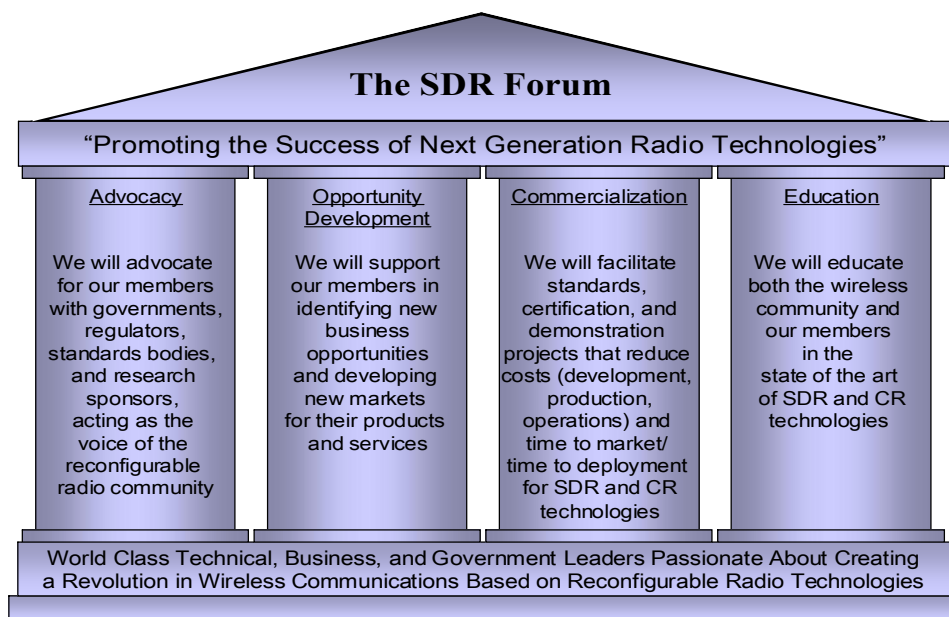 The SDR Forum
“Promoting the Success of Next Generation Radio Technologies”
Advocacy
We will advocate
for our members
with governments,
regulators,
standards bodies,
and research
sponsors,
acting as the
voice of the
reconfigurable
radio community
Opportunity
Development
We will support
our members in
identifying new
business
opportunities
and developing
new markets
for their products
and services
Commercialization
We will facilitate
standards,
certification, and
demonstration
projects that reduce
costs (development,
production,
operations) and
time to market/
time to deployment
for SDR and CR
technologies
Education
We will educate
both the wireless
community and
our members
in the
state of the art
of SDR and CR
technologies
World Class Technical, Business, and Government Leaders Passionate About Creating
a Revolution in Wireless Communications Based on Reconfigurable Radio Technologies